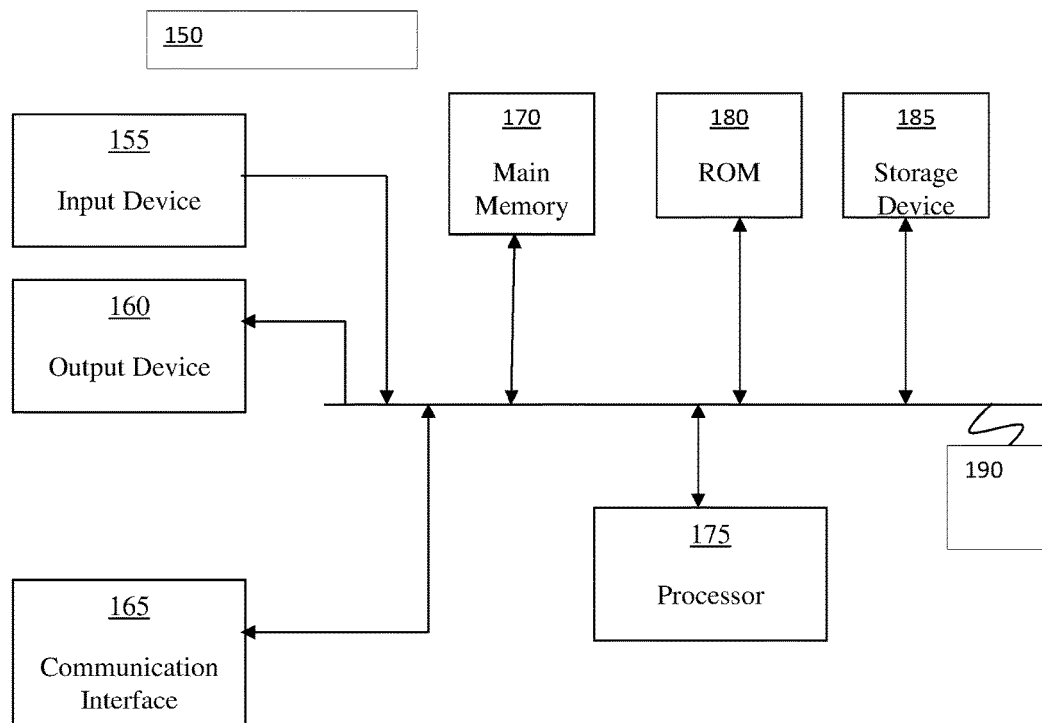 150
155
Input Device
170
Main
Memory
180
ROM
185
Storage
Device
160
Output Device
190
175
Processor
165
Communication
Interface